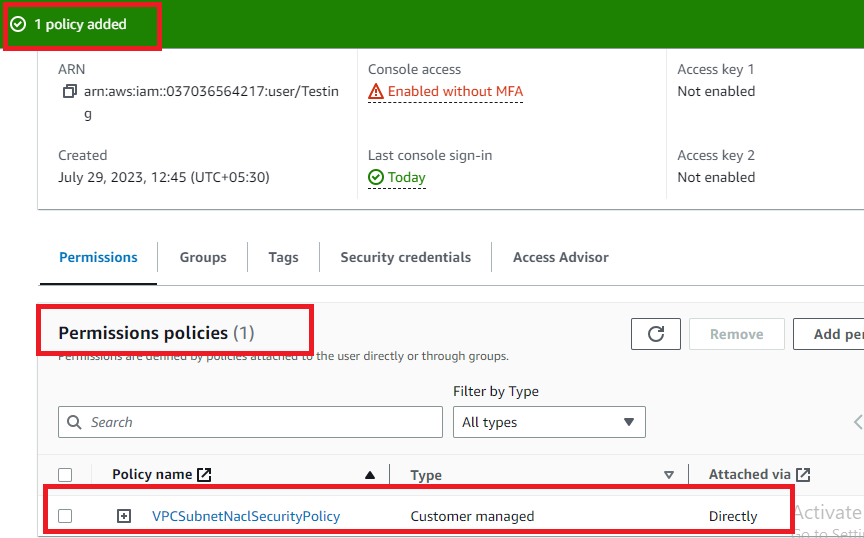 1 policy added
ARN
arn:aws:iam::037036564217:user/Testin
g
Console access
Enabled without MFA
Access key 1
Not enabled
Created
July 29, 2023, 12:45 (UTC+05:30)
Last console sign-in
Today
Access key 2
Not enabled
Permissions Groups Tags Security credentials Access Advisor
Permissions policies (1)
Permissions are defined by policies attached to the user directly or through groups.
Remove
Add per
Filter by Type
Search
All types
Policy name Type Attached via
VPCSubnetNaclSecurityPolicy Customer managed Directly
Activate
Go to Settin